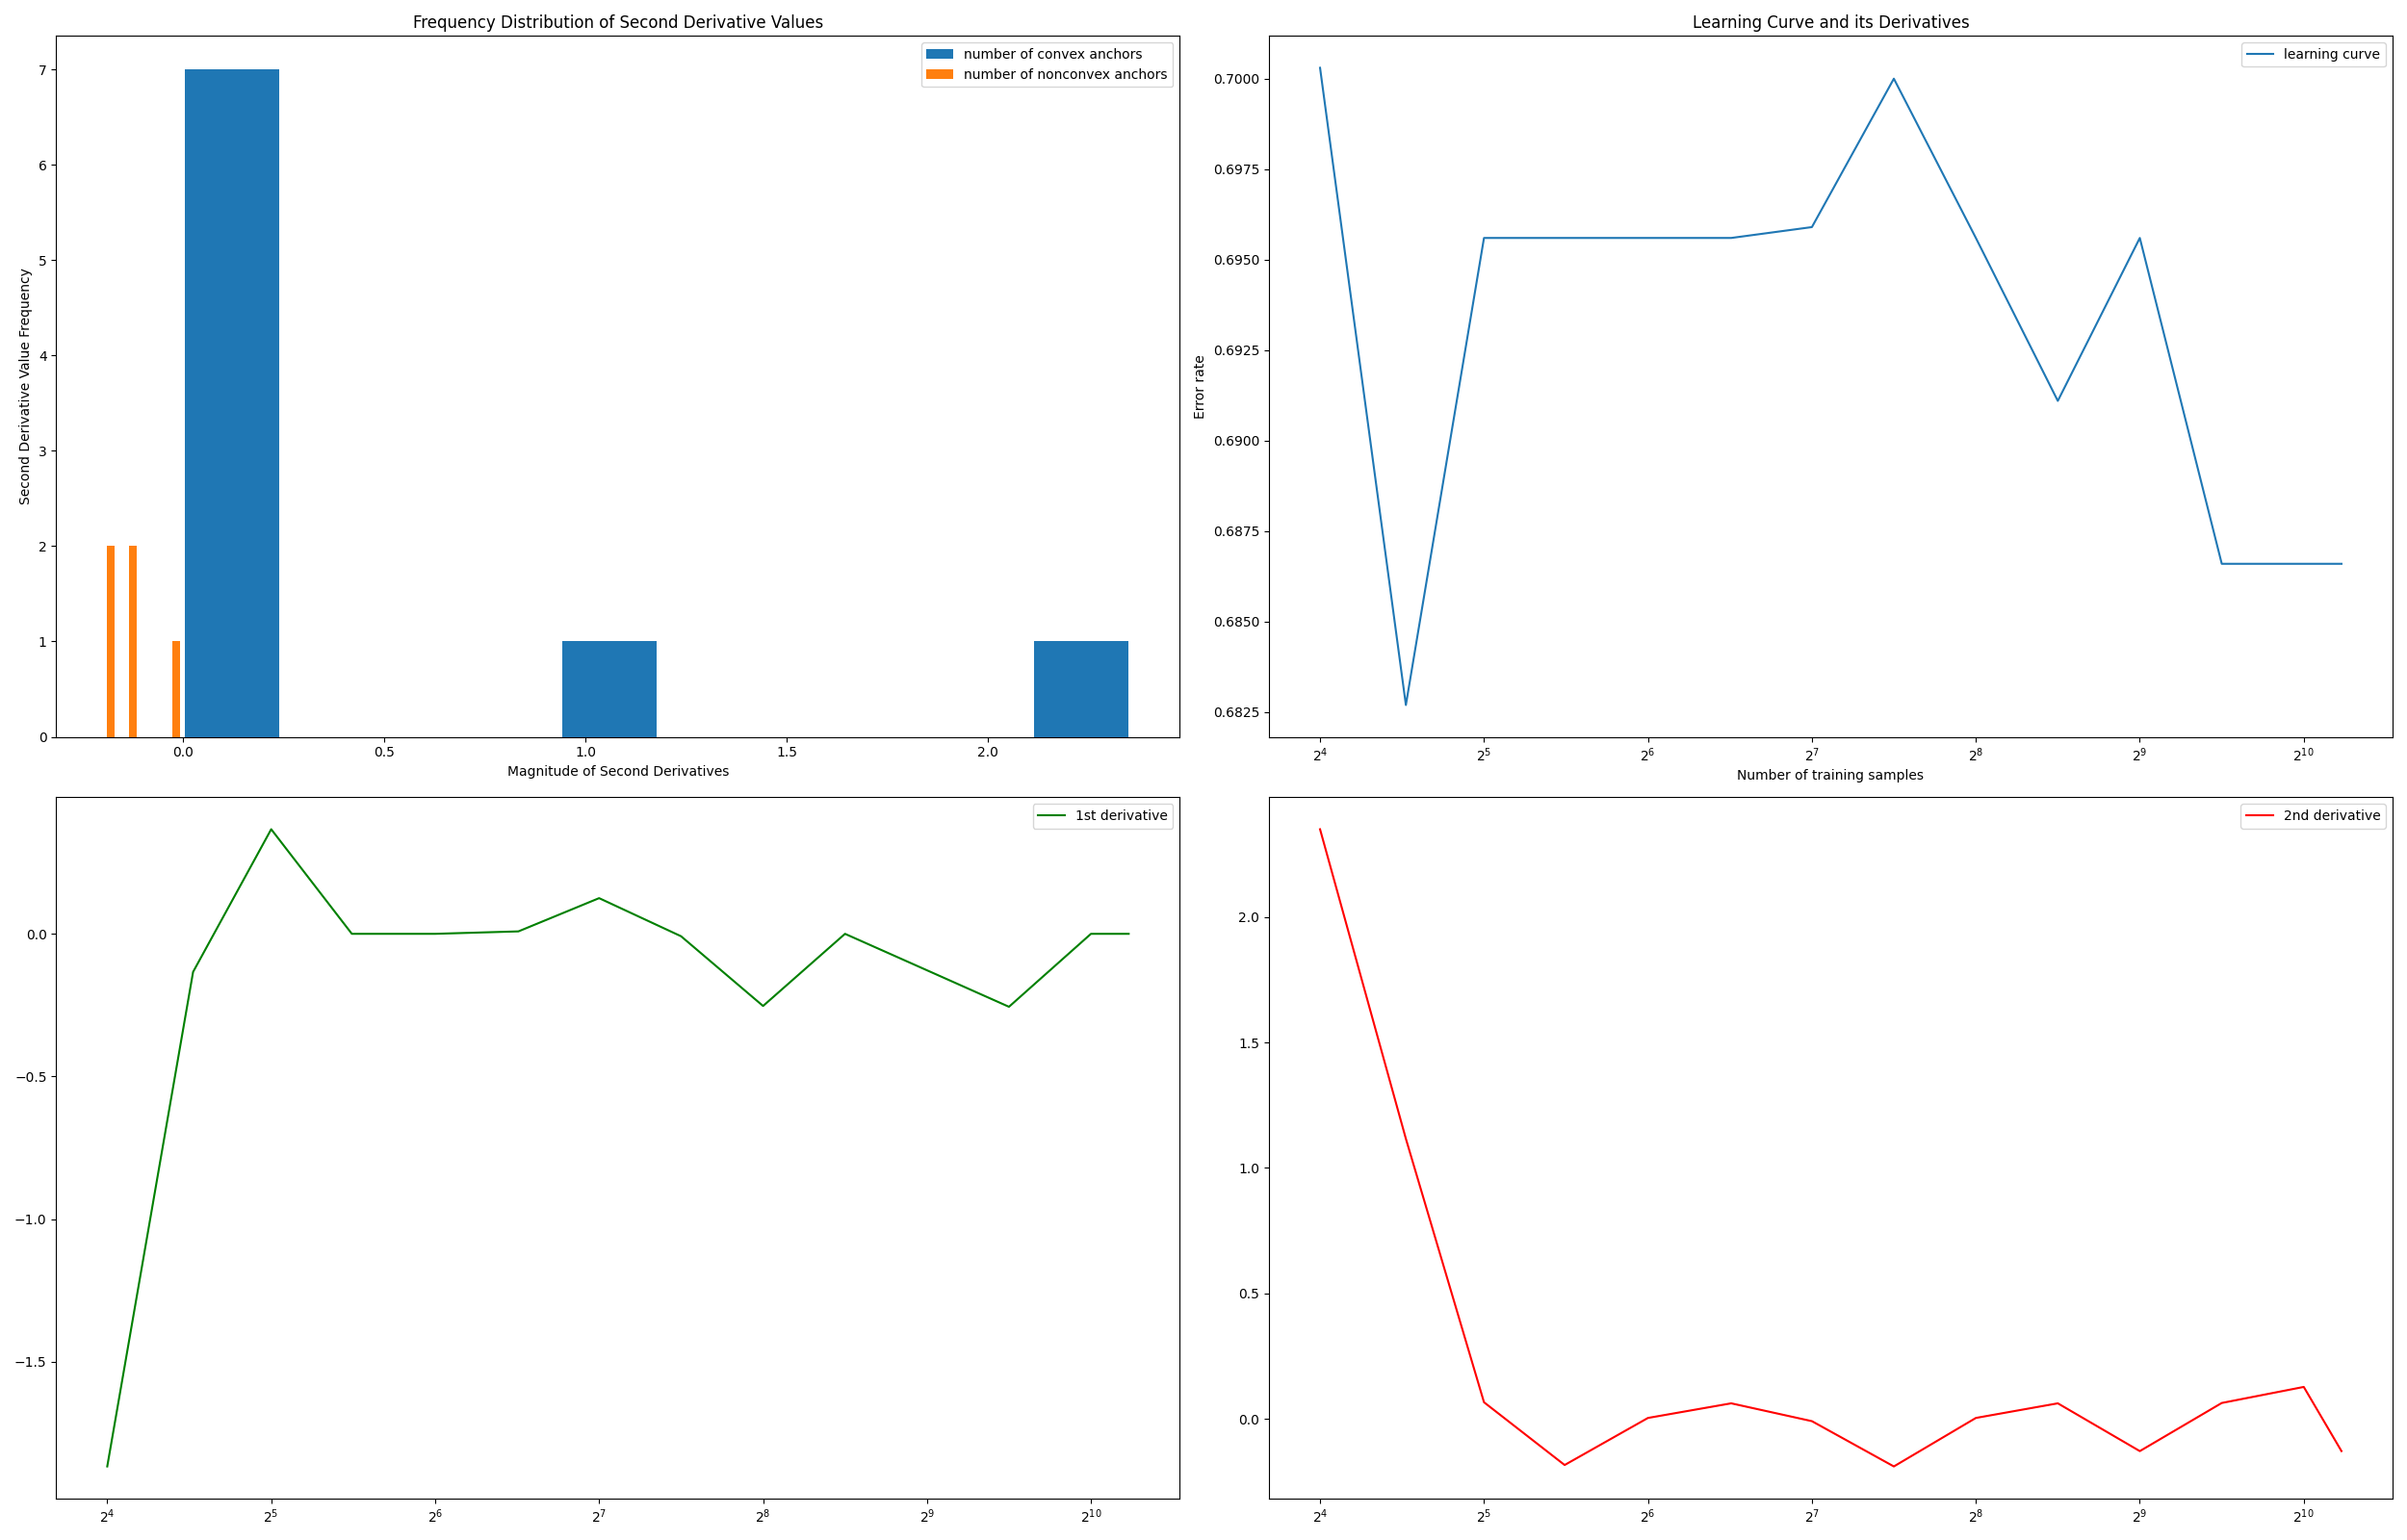 Frequency Distribution of Second Derivative Values
number of convex anchors
number of nonconvex anchors
Second Derivative Value Frequency
7
6
5
4
3
2
1
0
0.0 0.5 1.0 1.5 2.0
Magnitude of Second Derivatives
Learning Curve and its Derivatives
learning curve
Error rate
0.7000
0.6975
0.6950
0.6925
0.6900
0.6875
0.6850
0.6825
2⁴ 2⁵ 2⁶ 2⁷ 2⁸ 2⁹ 2¹⁰
Number of training samples
1st derivative
0.0
−0.5
−1.0
−1.5
2⁴ 2⁵ 2⁶ 2⁷ 2⁸ 2⁹ 2¹⁰
2nd derivative
2.0
1.5
1.0
0.5
0.0
2⁴ 2⁵ 2⁶ 2⁷ 2⁸ 2⁹ 2¹⁰